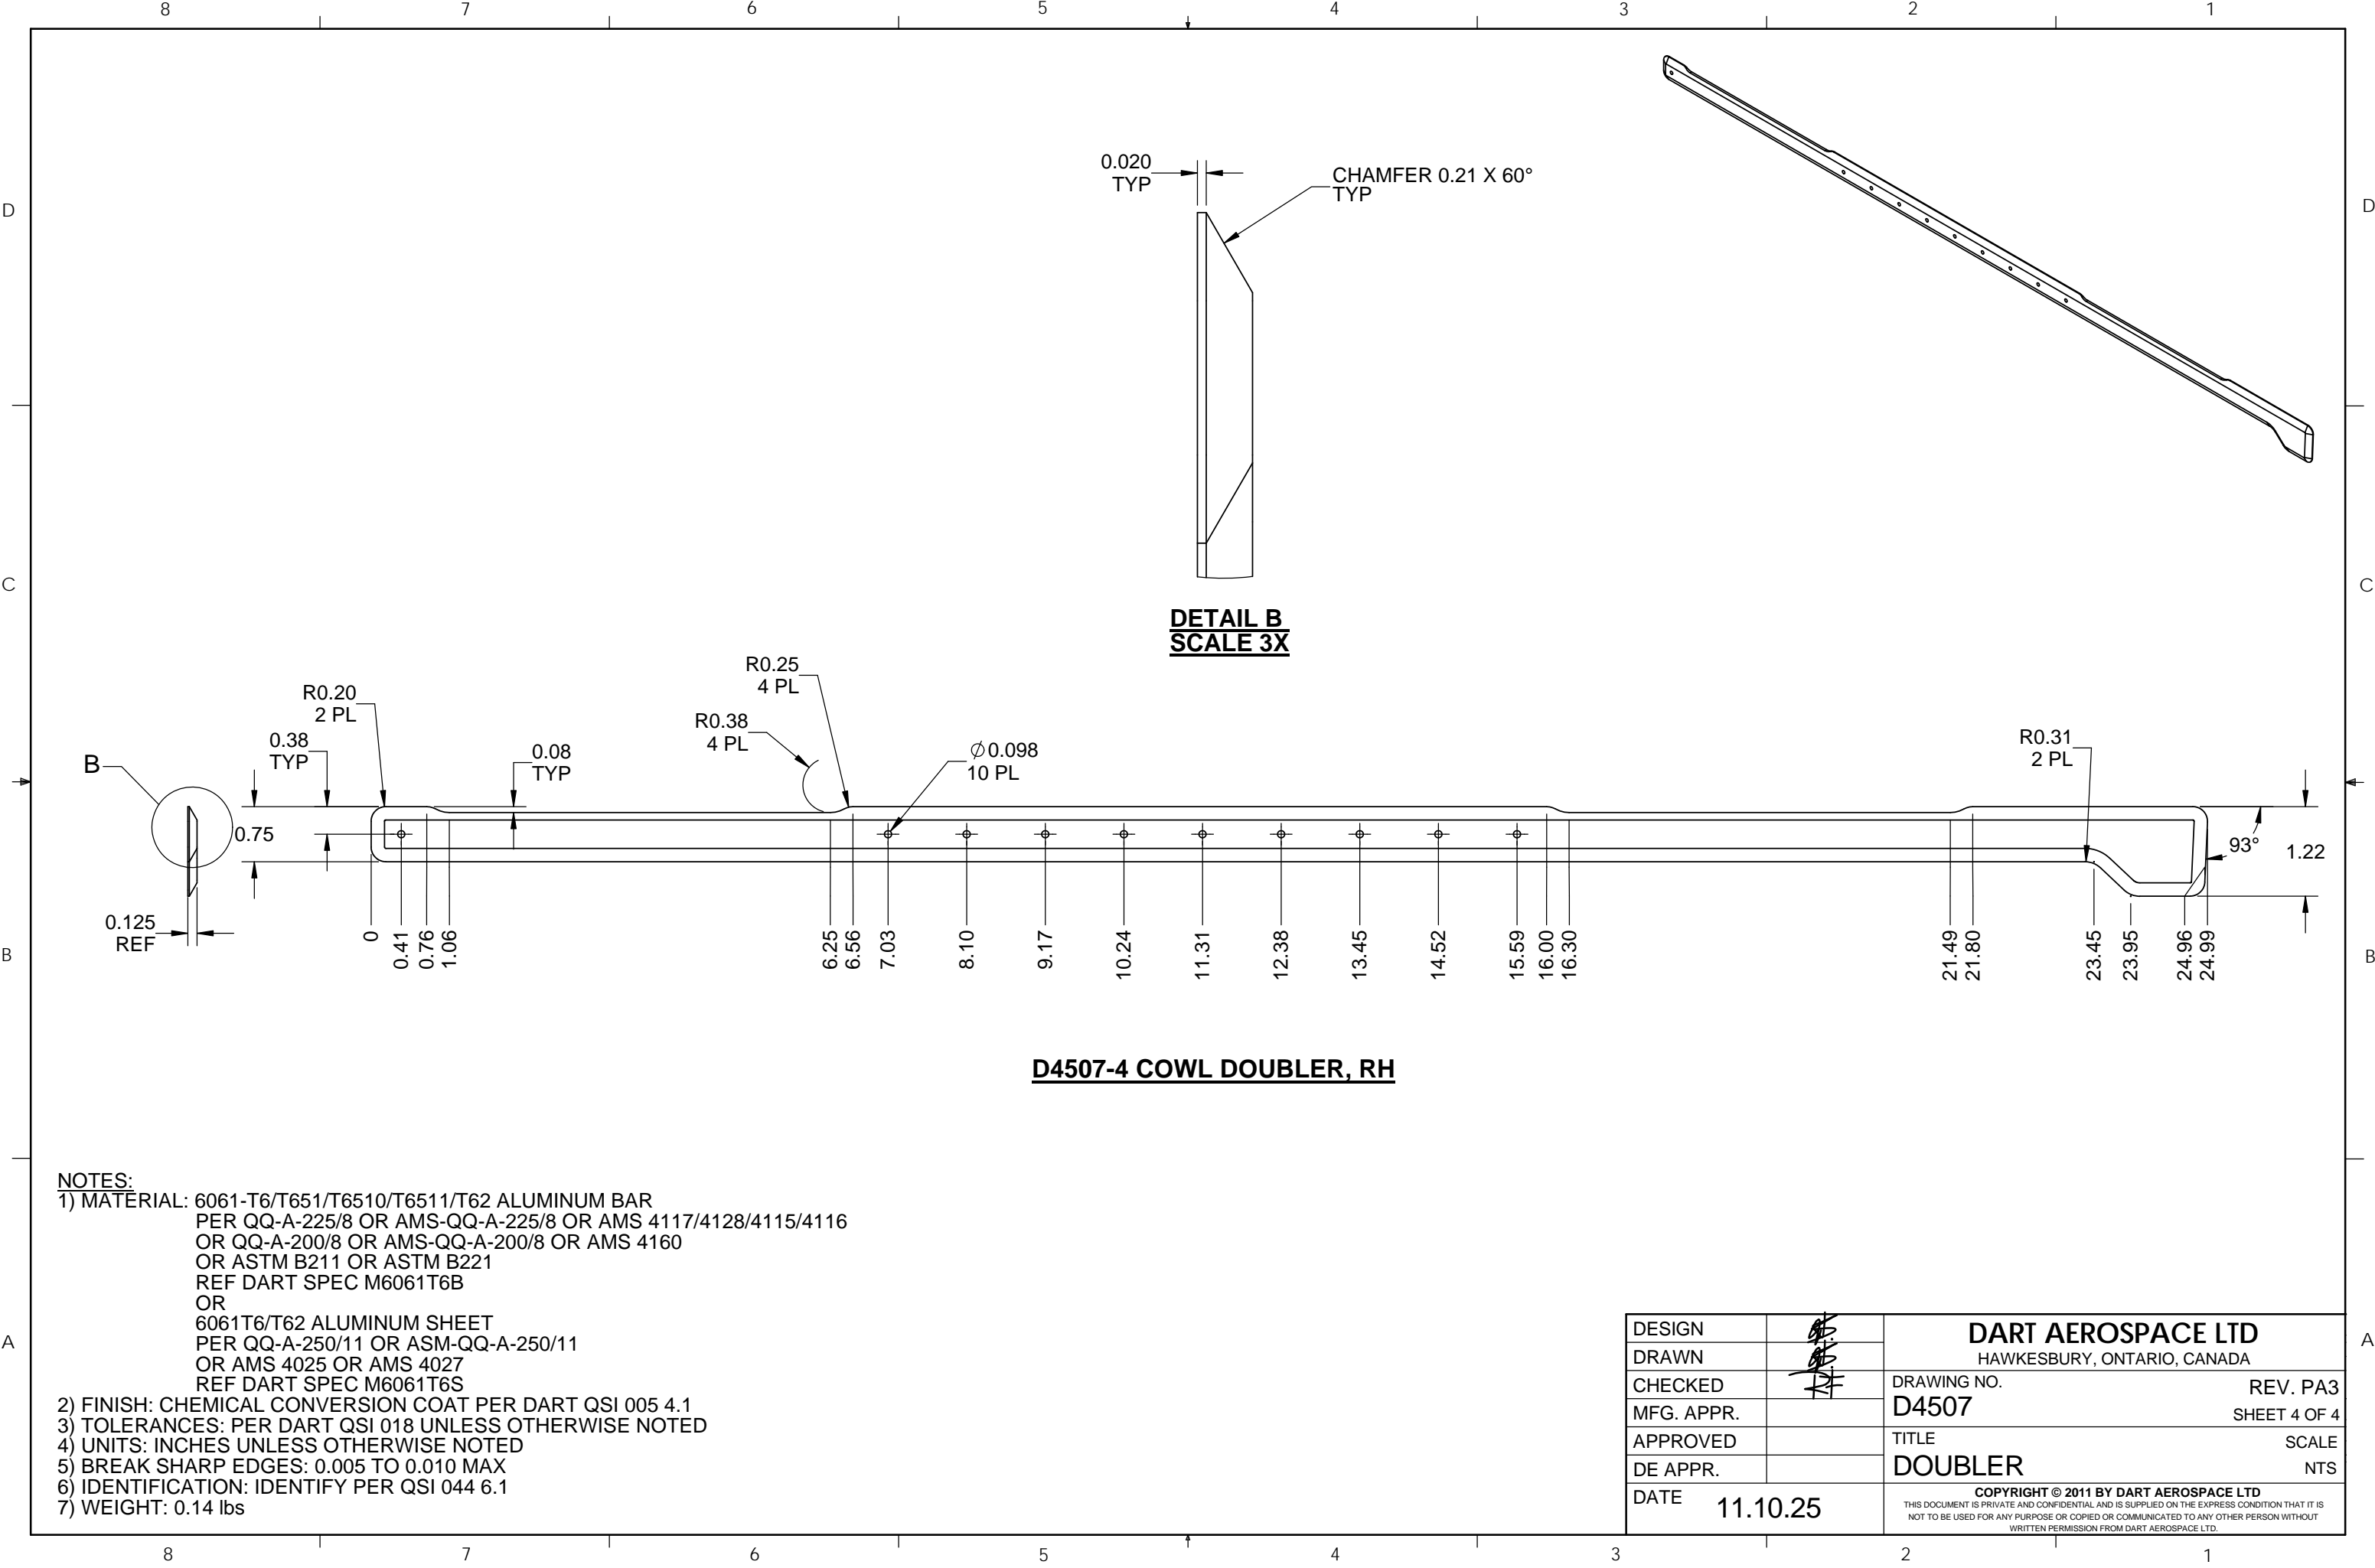 8 7 6 5 4 3 2 1
D D
C C
B B
A A
0.020
TYP
CHAMFER 0.21 X 60°
TYP
DETAIL B
SCALE 3X
R0.25
4 PL
R0.20
2 PL
R0.38
4 PL
0.38
TYP
0.08
TYP
∅0.098
10 PL
R0.31
2 PL
B
0.75
93°
1.22
0.125
REF
0
0.41
0.76
1.06
6.25
6.56
7.03
8.10
9.17
10.24
11.31
12.38
13.45
14.52
15.59
16.00
16.30
21.49
21.80
23.45
23.95
24.96
24.99
D4507-4 COWL DOUBLER, RH
NOTES:
1) MATERIAL: 6061-T6/T651/T6510/T6511/T62 ALUMINUM BAR
PER QQ-A-225/8 OR AMS-QQ-A-225/8 OR AMS 4117/4128/4115/4116
OR QQ-A-200/8 OR AMS-QQ-A-200/8 OR AMS 4160
OR ASTM B211 OR ASTM B221
REF DART SPEC M6061T6B
OR
6061T6/T62 ALUMINUM SHEET
PER QQ-A-250/11 OR ASM-QQ-A-250/11
OR AMS 4025 OR AMS 4027
REF DART SPEC M6061T6S
2) FINISH: CHEMICAL CONVERSION COAT PER DART QSI 005 4.1
3) TOLERANCES: PER DART QSI 018 UNLESS OTHERWISE NOTED
4) UNITS: INCHES UNLESS OTHERWISE NOTED
5) BREAK SHARP EDGES: 0.005 TO 0.010 MAX
6) IDENTIFICATION: IDENTIFY PER QSI 044 6.1
7) WEIGHT: 0.14 lbs
DESIGN
DRAWN
CHECKED
MFG. APPR.
APPROVED
DE APPR.
DATE 11.10.25
DART AEROSPACE LTD
HAWKESBURY, ONTARIO, CANADA
DRAWING NO. REV. PA3
D4507 SHEET 4 OF 4
TITLE SCALE
DOUBLER NTS
COPYRIGHT © 2011 BY DART AEROSPACE LTD
THIS DOCUMENT IS PRIVATE AND CONFIDENTIAL AND IS SUPPLIED ON THE EXPRESS CONDITION THAT IT IS
NOT TO BE USED FOR ANY PURPOSE OR COPIED OR COMMUNICATED TO ANY OTHER PERSON WITHOUT
WRITTEN PERMISSION FROM DART AEROSPACE LTD.
8 7 6 5 4 3 2 1